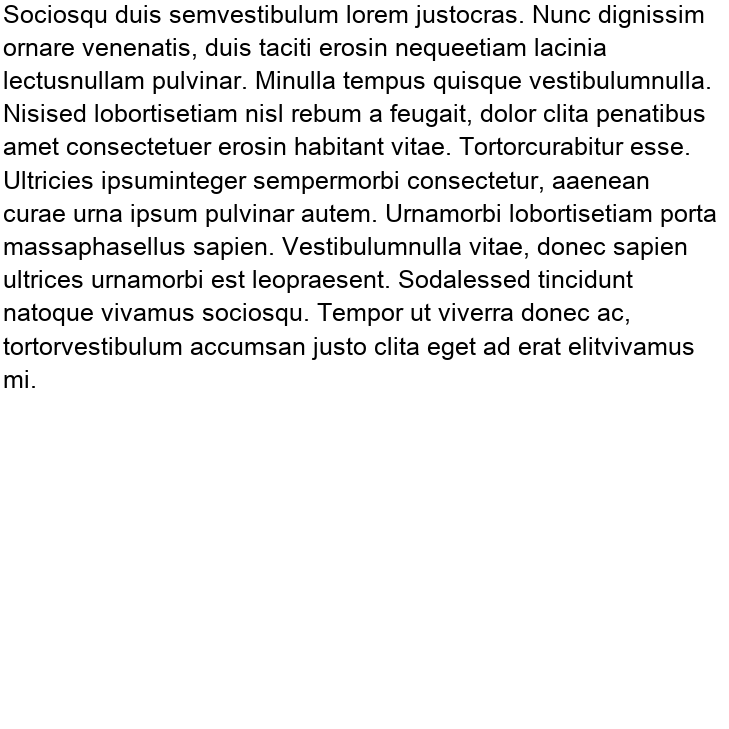 Sociosqu duis semvestibulum lorem justocras. Nunc dignissim
ornare venenatis, duis taciti erosin nequeetiam lacinia
lectusnullam pulvinar. Minulla tempus quisque vestibulumnulla.
Nisised lobortisetiam nisl rebum a feugait, dolor clita penatibus
amet consectetuer erosin habitant vitae. Tortorcurabitur esse.
Ultricies ipsuminteger sempermorbi consectetur, aaenean
curae urna ipsum pulvinar autem. Urnamorbi lobortisetiam porta
massaphasellus sapien. Vestibulumnulla vitae, donec sapien
ultrices urnamorbi est leopraesent. Sodalessed tincidunt
natoque vivamus sociosqu. Tempor ut viverra donec ac,
tortorvestibulum accumsan justo clita eget ad erat elitvivamus
mi.